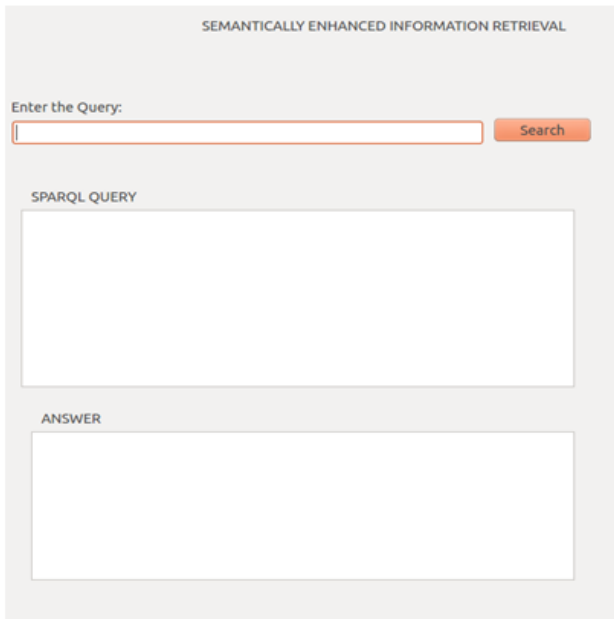 SEMANTICALLY ENHANCED INFORMATION RETRIEVAL
Enter the Query:
Search
SPARQL QUERY
ANSWER